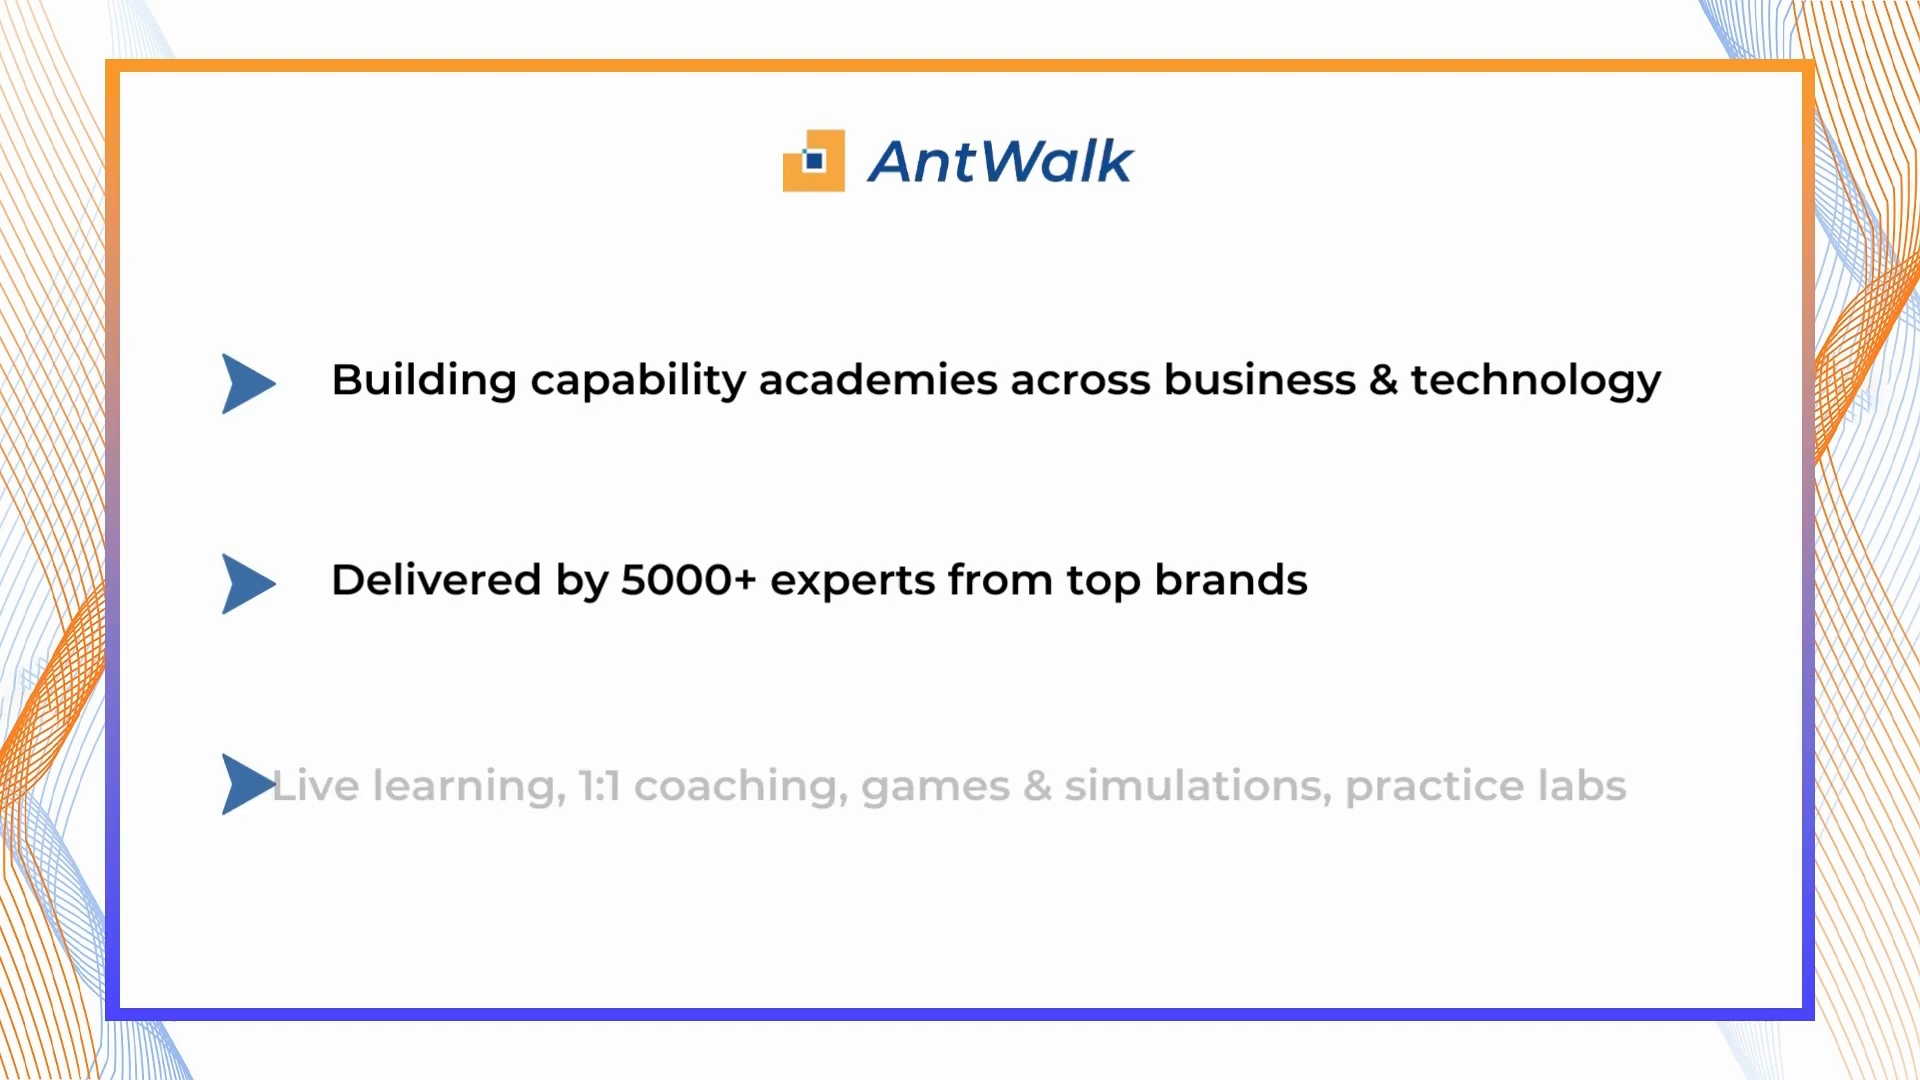 AntWalk
Building capability academies across business & technology
Delivered by 5000+ experts from top brands
Live learning, 1:1 coaching, games & simulations, practice labs